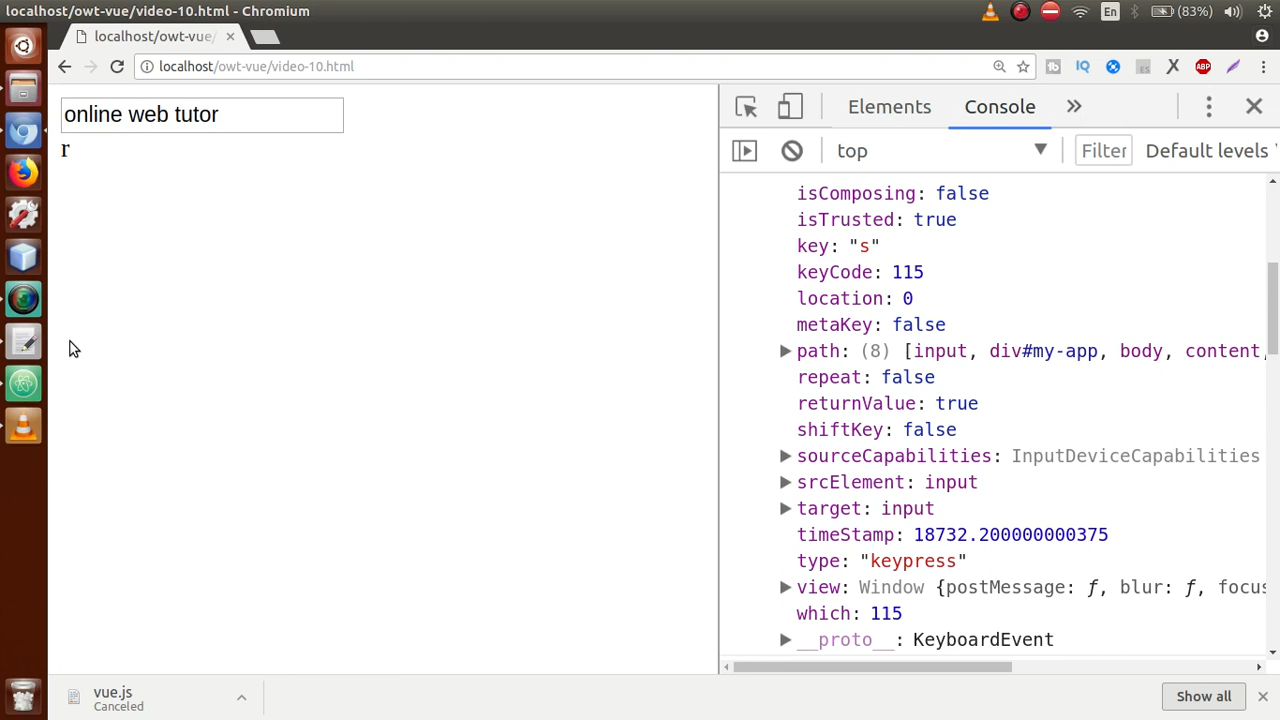 localhost/owt-vue/video-10.html - Chromium
En
(83%)
localhost/owt-vue/
localhost/owt-vue/video-10.html
IQ
ABP
online web tutor
r
Elements
Console
top
Filter
Default levels
isComposing: false
isTrusted: true
key: "s"
keyCode: 115
location: 0
metaKey: false
path: (8) [input, div#my-app, body, content,
repeat: false
returnValue: true
shiftKey: false
sourceCapabilities: InputDeviceCapabilities
srcElement: input
target: input
timeStamp: 18732.200000000375
type: "keypress"
view: Window {postMessage: ƒ, blur: ƒ, focus
which: 115
__proto__: KeyboardEvent
vue.js
Canceled
Show all